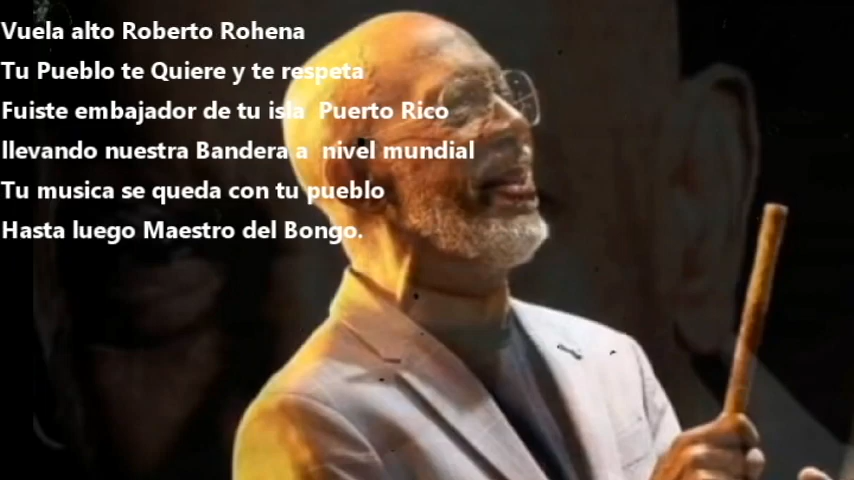 Vuela alto Roberto Rohena
Tu Pueblo te Quiere y te respeta
Fuiste embajador de tu isla Puerto Rico
llevando nuestra Bandera a nivel mundial
Tu musica se queda con tu pueblo
Hasta luego Maestro del Bongo.